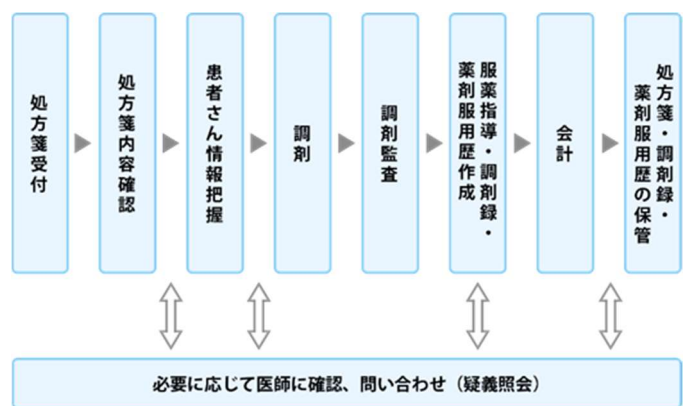 処方箋受付
処方箋内容確認
患者さん情報把握
調剤
調剤監査
服薬指導・調剤録・
薬剤服用歴作成
会計
処方箋・調剤録・
薬剤服用歴の保管
必要に応じて医師に確認、問い合わせ（疑義照会）